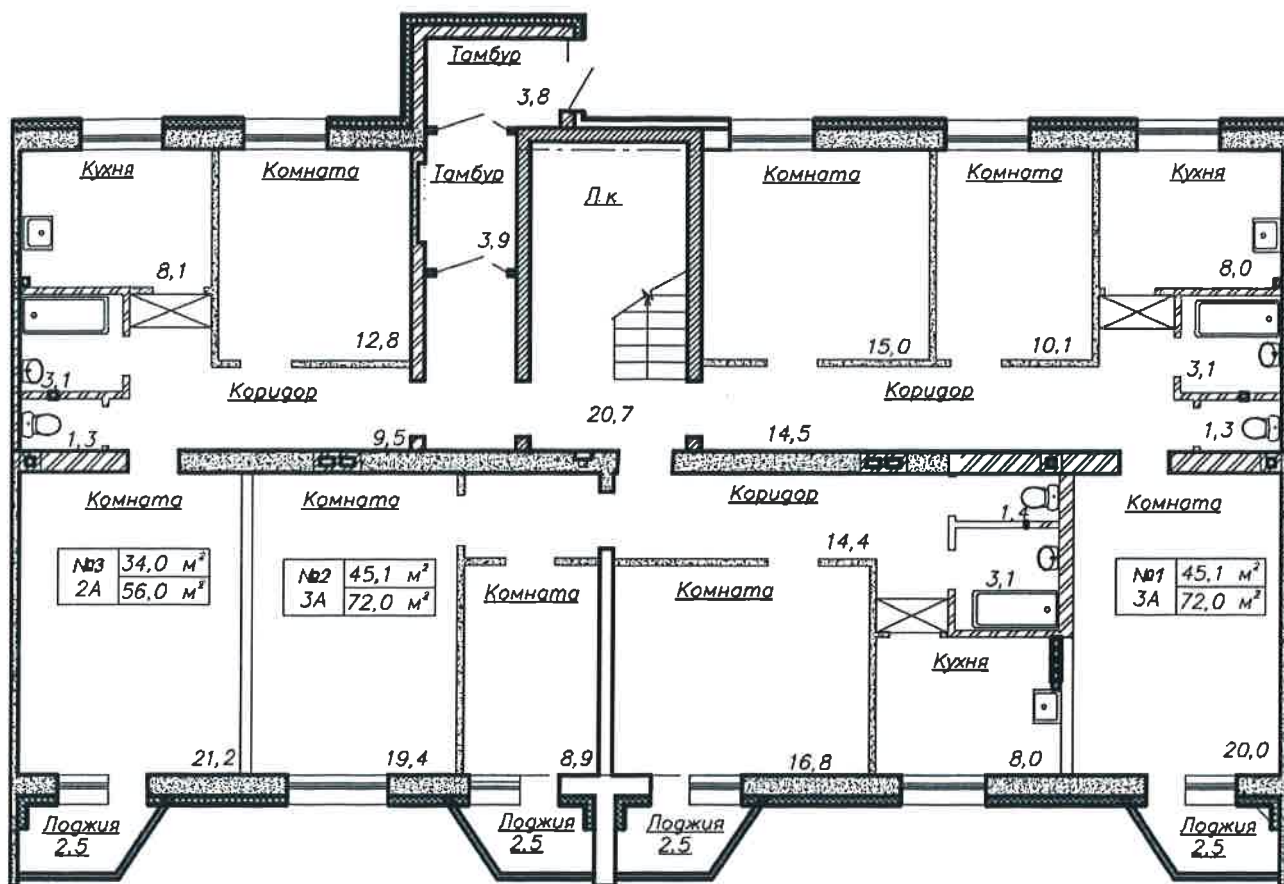 Тамбур
3,8
Кухня
Комната
Тамбур
Л.к.
Комната
Комната
Кухня
3,9
8,1
8,0
12,8
15,0
10,1
3,1
3,1
Коридор
Коридор
20,7
1,3
9,5
14,5
1,3
Комната
Комната
Коридор
Комната
1,4
14,4
№3 34,0 м²
2А 56,0 м²
№2 45,1 м²
3А 72,0 м²
Комната
Комната
3,1
№1 45,1 м²
3А 72,0 м²
Кухня
21,2
19,4
8,9
16,8
8,0
20,0
Лоджия
2,5
Лоджия
2,5
Лоджия
2,5
Лоджия
2,5